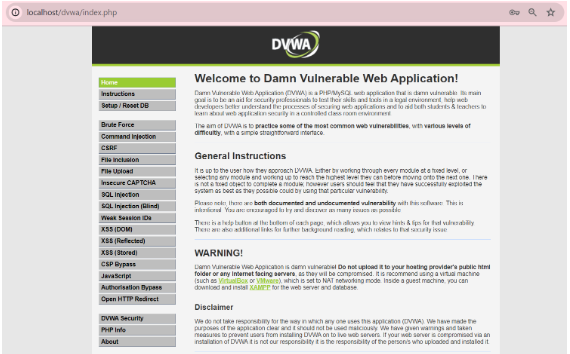 localhost/dvwa/index.php
DVWA
Home
Instructions
Setup / Reset DB
Brute Force
Command Injection
CSRF
File Inclusion
File Upload
Insecure CAPTCHA
SQL Injection
SQL Injection (Blind)
Weak Session IDs
XSS (DOM)
XSS (Reflected)
XSS (Stored)
CSP Bypass
JavaScript
Authorisation Bypass
Open HTTP Redirect
DVWA Security
PHP Info
About
Welcome to Damn Vulnerable Web Application!
Damn Vulnerable Web Application (DVWA) is a PHP/MySQL web application that is damn vulnerable. Its main
goal is to be an aid for security professionals to test their skills and tools in a legal environment, help web
developers better understand the processes of securing web applications and to aid both students & teachers to
learn about web application security in a controlled class room environment.
The aim of DVWA is to practice some of the most common web vulnerabilities, with various levels of
difficulty, with a simple straightforward interface.
General Instructions
It is up to the user how they approach DVWA. Either by working through every module at a fixed level, or
selecting any module and working up to reach the highest level they can before moving onto the next one. There
is not a fixed object to complete a module; however users should feel that they have successfully exploited the
system as best as they possible could by using that particular vulnerability.
Please note, there are both documented and undocumented vulnerability with this software. This is
intentional. You are encouraged to try and discover as many issues as possible.
There is a help button at the bottom of each page, which allows you to view hints & tips for that vulnerability.
There are also additional links for further background reading, which relates to that security issue.
WARNING!
Damn Vulnerable Web Application is damn vulnerable! Do not upload it to your hosting provider's public html
folder or any Internet facing servers, as they will be compromised. It is recommend using a virtual machine
(such as VirtualBox or VMware), which is set to NAT networking mode. Inside a guest machine, you can
download and install XAMPP for the web server and database.
Disclaimer
We do not take responsibility for the way in which any one uses this application (DVWA). We have made the
purposes of the application clear and it should not be used maliciously. We have given warnings and taken
measures to prevent users from installing DVWA on to live web servers. If your web server is compromised via an
installation of DVWA it is not our responsibility it is the responsibility of the person/s who uploaded and installed it.